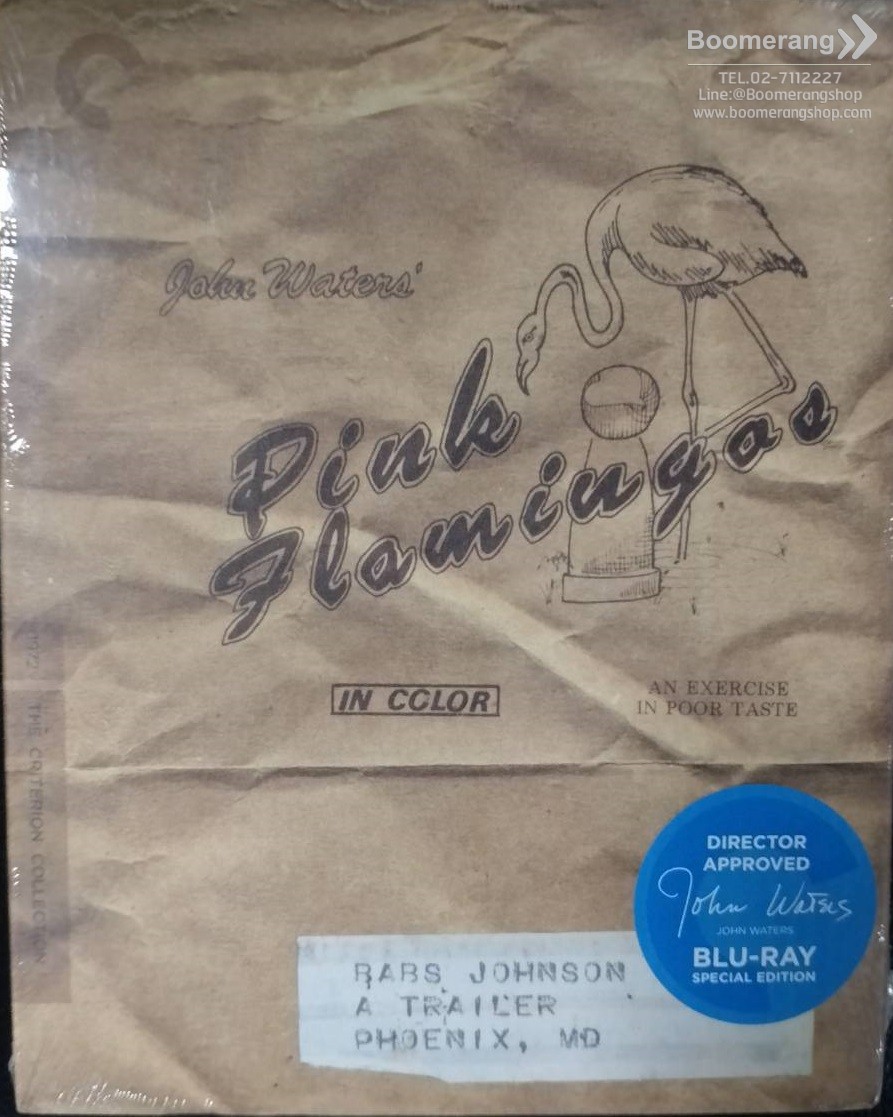 Boomerang
TEL.02-7112227
Line:@Boomerangshop
www.boomerangshop.com
John Waters'
Pink
Flamingos
IN COLOR
AN EXERCISE
IN POOR TASTE
1972 THE CRITERION COLLECTION
DIRECTOR
APPROVED
John Waters
JOHN WATERS
BLU-RAY
SPECIAL EDITION
BABS JOHNSON
A TRAILER
PHOENIX, MD